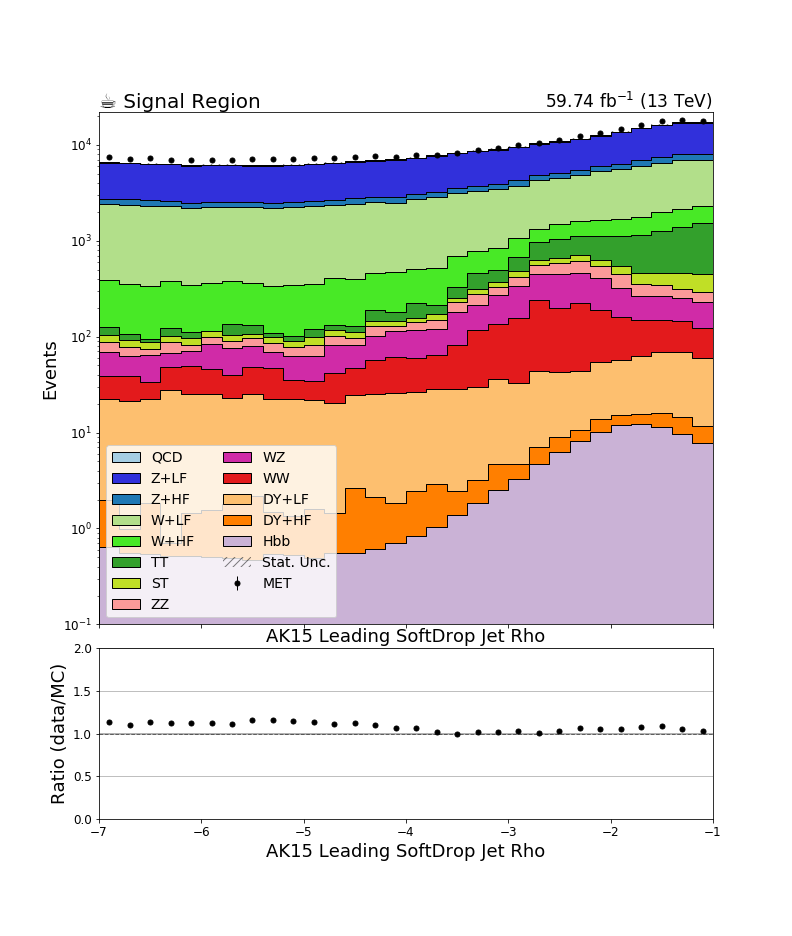 ☕ Signal Region 59.74 fb⁻¹ (13 TeV)
10⁴
10³
10²
10¹
10⁰
10⁻¹
Events
QCD
Z+LF
Z+HF
W+LF
W+HF
TT
ST
ZZ
WZ
WW
DY+LF
DY+HF
Hbb
Stat. Unc.
MET
AK15 Leading SoftDrop Jet Rho
2.0
1.5
1.0
0.5
0.0
Ratio (data/MC)
−7 −6 −5 −4 −3 −2 −1
AK15 Leading SoftDrop Jet Rho